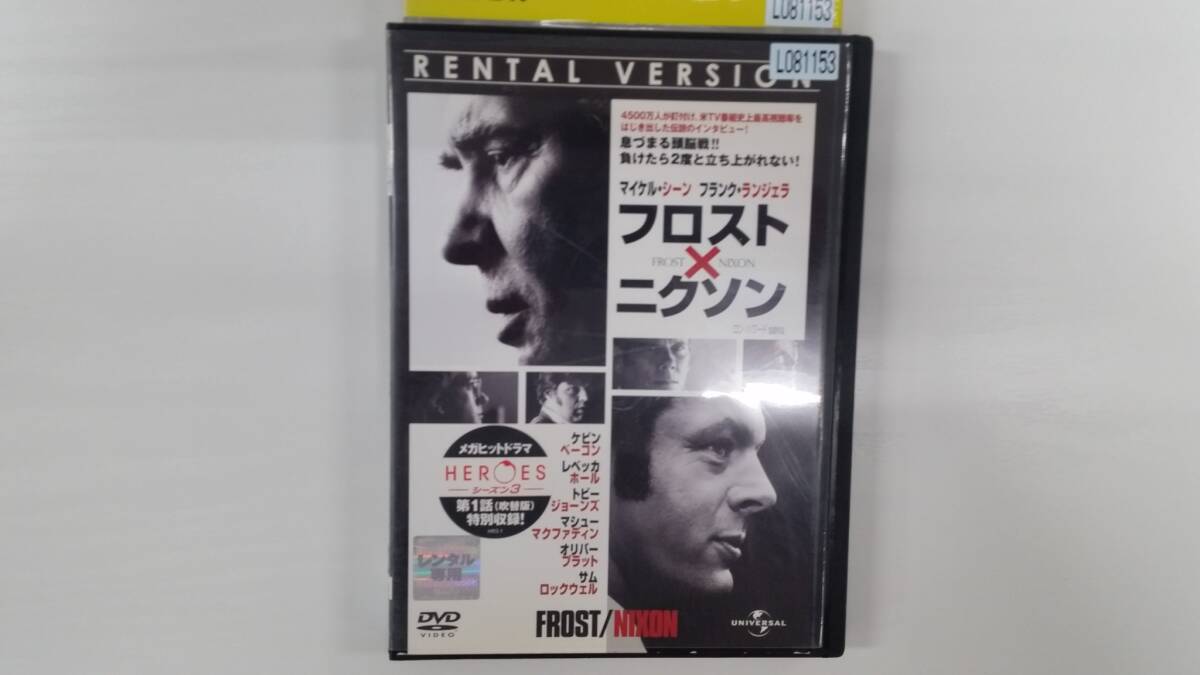 L081153
L081153
RENTAL VERSION
4500万人が釘付け、米TV番組史上最高視聴率を
はじき出した伝説のインタビュー!
息づまる頭脳戦!!
負けたら2度と立ち上がれない!
マイケル・シーン フランク・ランジェラ
フロスト
FROST × NIXON
ニクソン
メガヒットドラマ
HEROES
シーズン3
第1話(吹替版)
特別収録!
ケビン
ベーコン
レベッカ
ホール
トビー
ジョーンズ
マシュー
マクファディン
オリバー
プラット
サム
ロックウェル
レンタル
専用
DVD
VIDEO
FROST/NIXON
UNIVERSAL